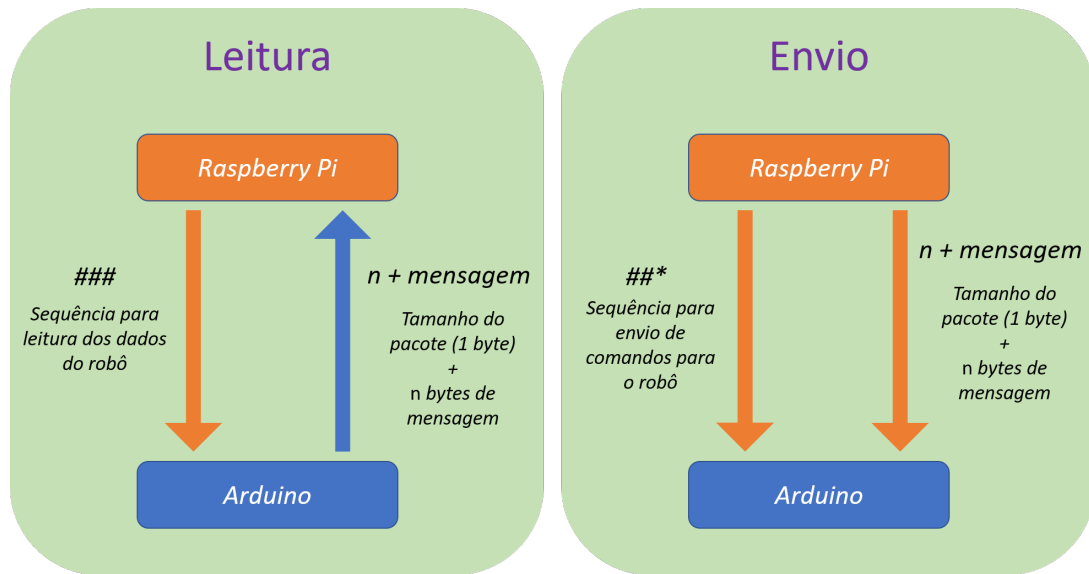 Leitura
Raspberry Pi
###
Sequência para
leitura dos dados
do robô
n + mensagem
Tamanho do
pacote (1 byte)
+
n bytes de
mensagem
Arduino
Envio
Raspberry Pi
##*
Sequência para
envio de
comandos para
o robô
n + mensagem
Tamanho do
pacote (1 byte)
+
n bytes de
mensagem
Arduino